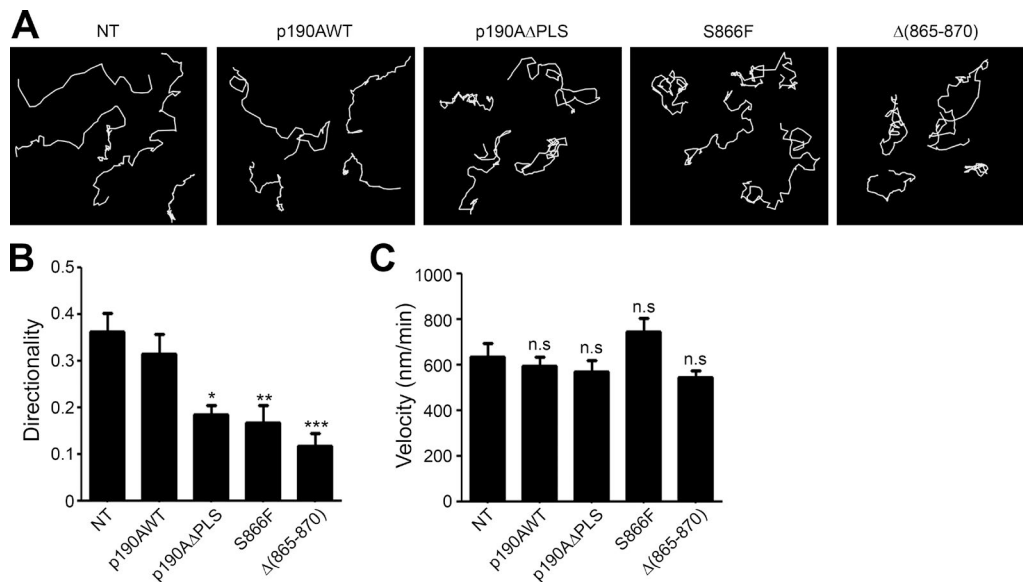 A
NT p190AWT p190AΔPLS S866F Δ(865-870)
B
Directionality
0.5
0.4
0.3
0.2
0.1
0
* ** ***
NT p190AWT p190AΔPLS S866F Δ(865-870)
C
Velocity (nm/min)
1000
800
600
400
200
0
n.s n.s n.s n.s
NT p190AWT p190AΔPLS S866F Δ(865-870)